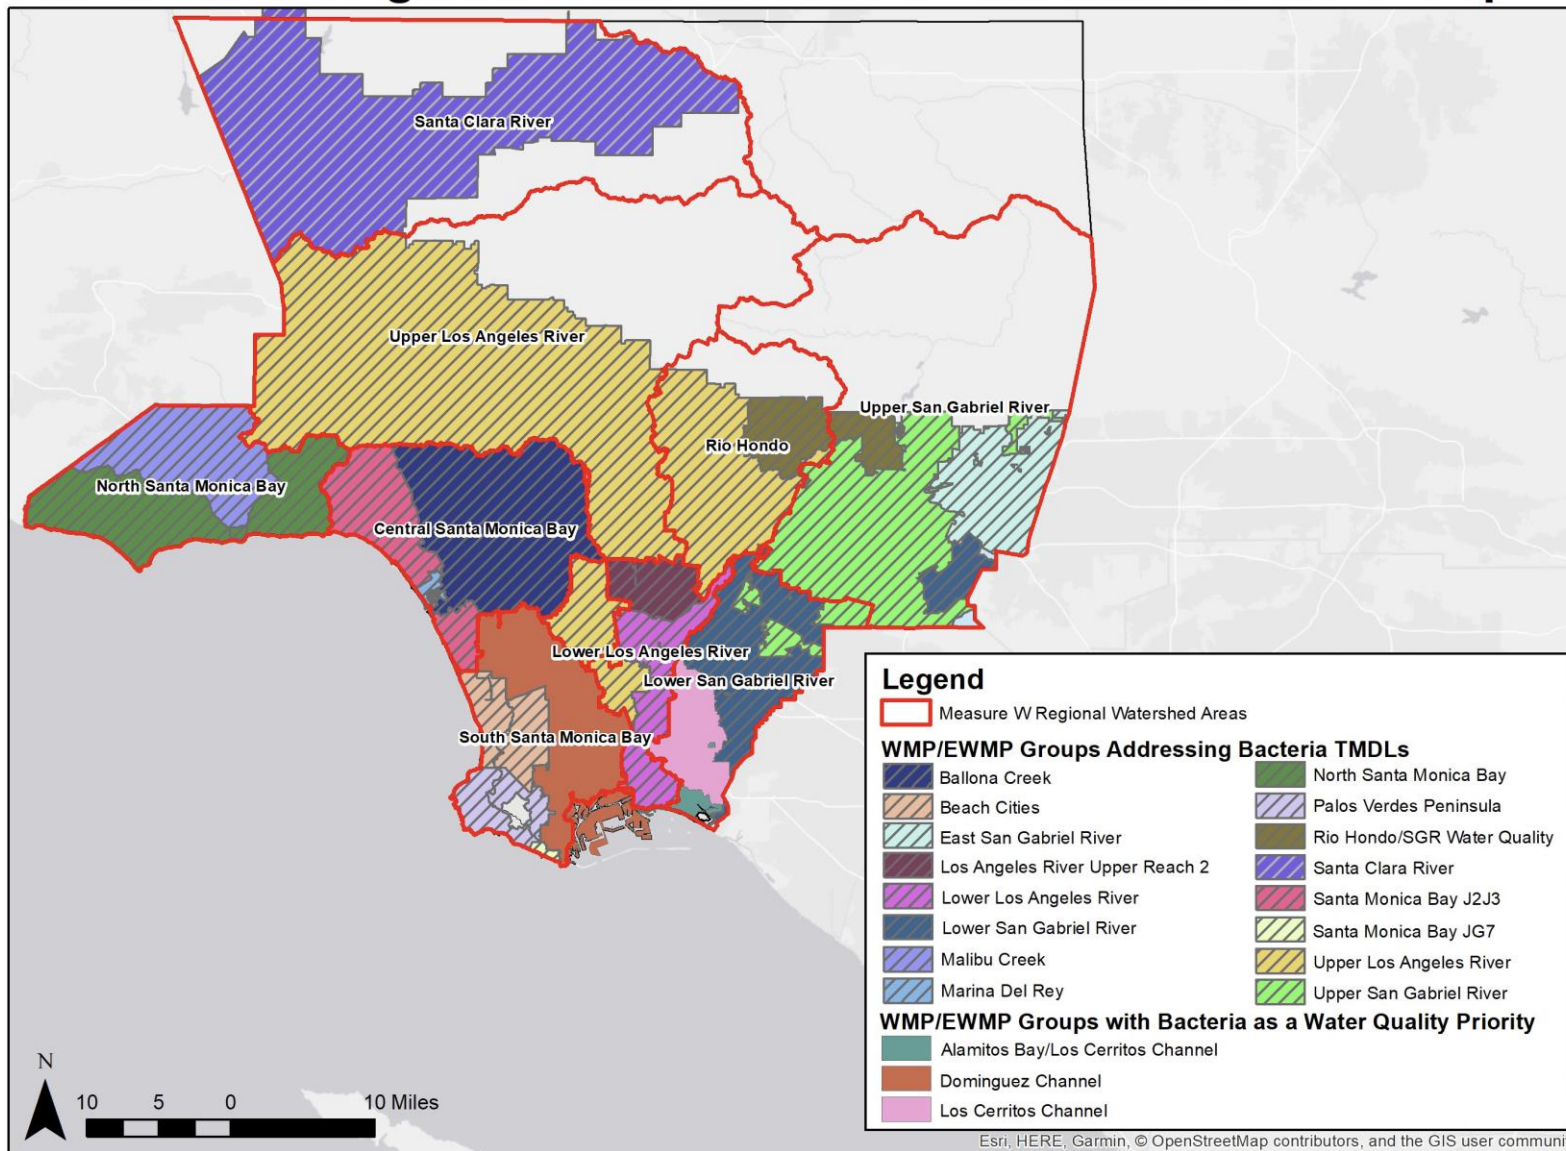 Santa Clara River
Upper Los Angeles River
Upper San Gabriel River
Rio Hondo
North Santa Monica Bay
Central Santa Monica Bay
Lower Los Angeles River
Lower San Gabriel River
South Santa Monica Bay
Legend
Measure W Regional Watershed Areas
WMP/EWMP Groups Addressing Bacteria TMDLs
Ballona Creek
Beach Cities
East San Gabriel River
Los Angeles River Upper Reach 2
Lower Los Angeles River
Lower San Gabriel River
Malibu Creek
Marina Del Rey
North Santa Monica Bay
Palos Verdes Peninsula
Rio Hondo/SGR Water Quality
Santa Clara River
Santa Monica Bay J2J3
Santa Monica Bay JG7
Upper Los Angeles River
Upper San Gabriel River
WMP/EWMP Groups with Bacteria as a Water Quality Priority
Alamitos Bay/Los Cerritos Channel
Dominguez Channel
Los Cerritos Channel
N
10 5 0 10 Miles
Esri, HERE, Garmin, © OpenStreetMap contributors, and the GIS user communi